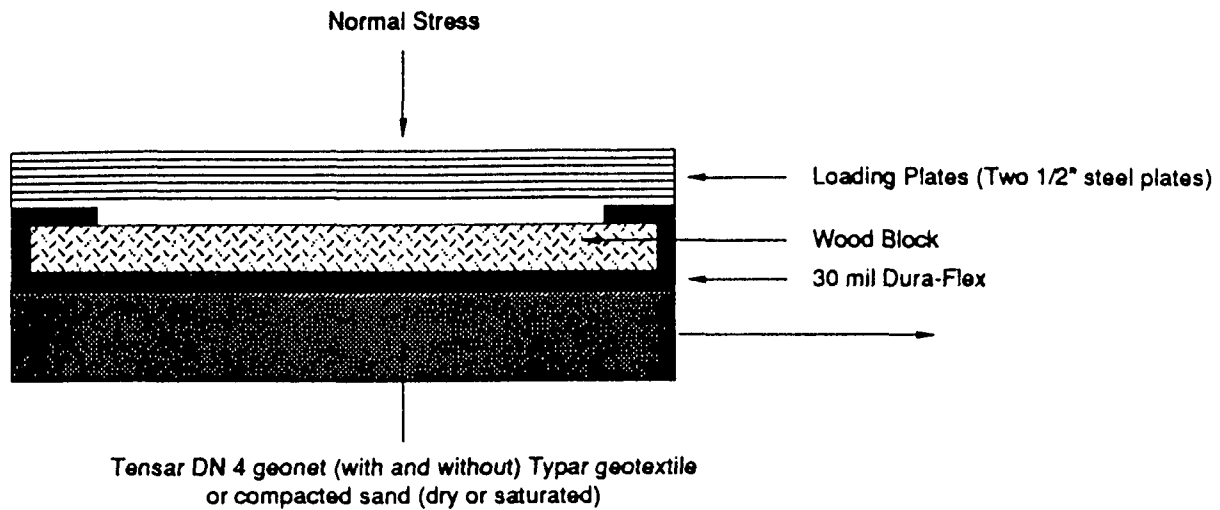 Normal Stress
Loading Plates (Two 1/2" steel plates)
Wood Block
30 mil Dura-Flex
Tensar DN 4 geonet (with and without) Typar geotextile
or compacted sand (dry or saturated)